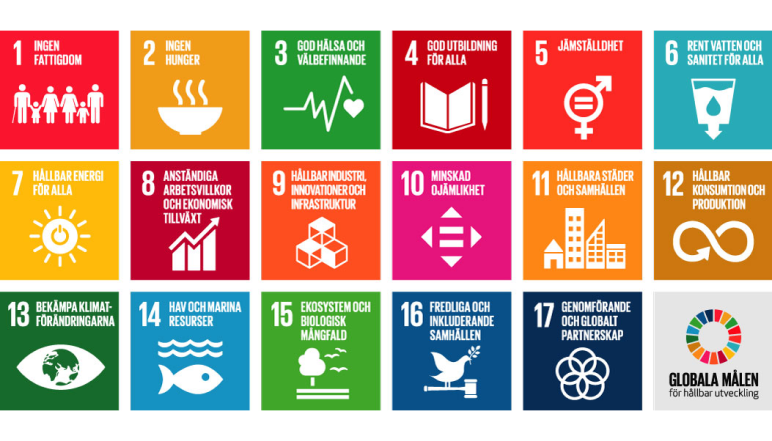 1 INGEN
FATTIGDOM
2 INGEN
HUNGER
3 GOD HÄLSA OCH
VÄLBEFINNANDE
4 GOD UTBILDNING
FÖR ALLA
5 JÄMSTÄLLDHET
6 RENT VATTEN OCH
SANITET FÖR ALLA
7 HÅLLBAR ENERGI
FÖR ALLA
8 ANSTÄNDIGA
ARBETSVILLKOR
OCH EKONOMISK
TILLVÄXT
9 HÅLLBAR INDUSTRI,
INNOVATIONER OCH
INFRASTRUKTUR
10 MINSKAD
OJÄMLIKHET
11 HÅLLBARA STÄDER
OCH SAMHÄLLEN
12 HÅLLBAR
KONSUMTION OCH
PRODUKTION
13 BEKÄMPA KLIMAT-
FÖRÄNDRINGARNA
14 HAV OCH MARINA
RESURSER
15 EKOSYSTEM OCH
BIOLOGISK
MÅNGFALD
16 FREDLIGA OCH
INKLUDERANDE
SAMHÄLLEN
17 GENOMFÖRANDE
OCH GLOBALT
PARTNERSKAP
GLOBALA MÅLEN
för hållbar utveckling